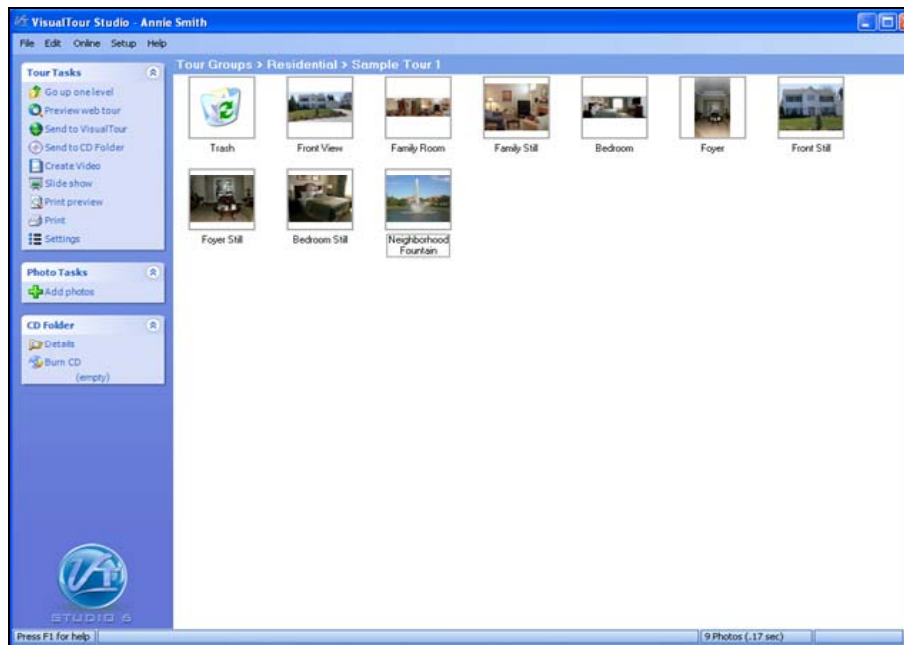 VisualTour Studio - Annie Smith
File Edit Online Setup Help
Tour Groups > Residential > Sample Tour 1
Tour Tasks
Go up one level
Preview web tour
Send to VisualTour
Send to CD Folder
Create Video
Slide show
Print preview
Print
Settings
Photo Tasks
Add photos
CD Folder
Details
Burn CD
(empty)
Trash Front View Family Room Family Still Bedroom Foyer Front Still
Foyer Still Bedroom Still Neighborhood
Fountain
STUDIO 6
Press F1 for help 9 Photos (.17 sec)